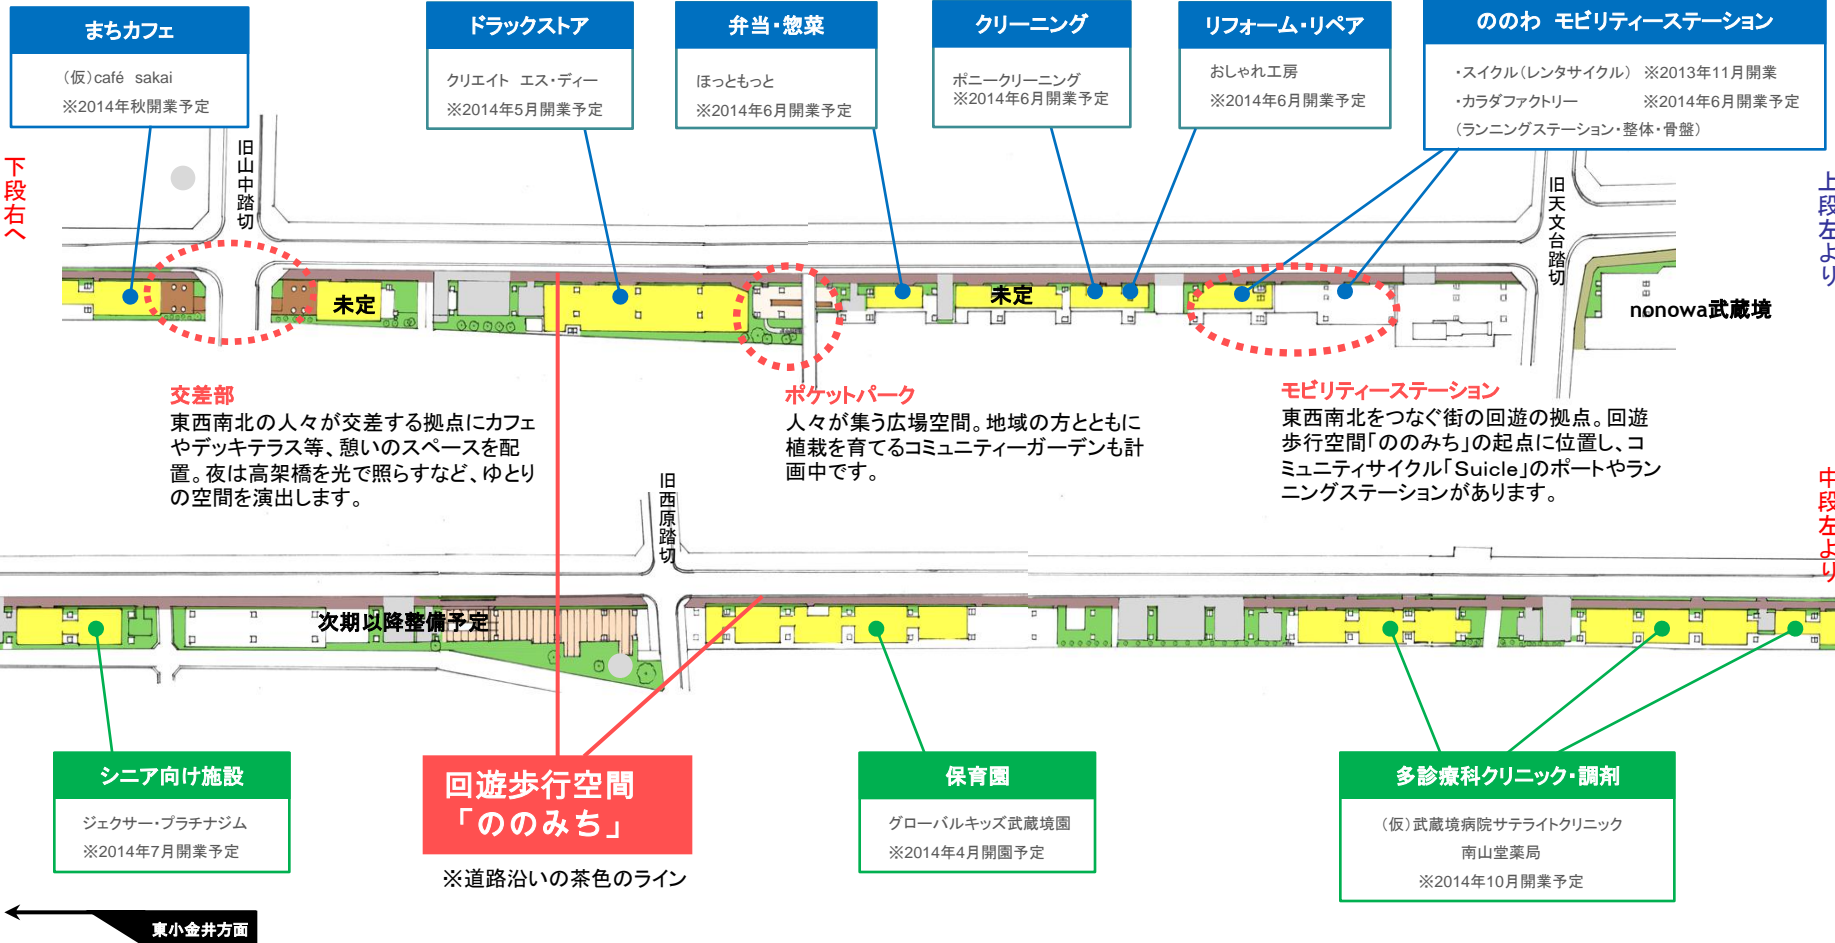 まちカフェ
(仮)café sakai
※2014年秋開業予定
ドラックストア
クリエイト エス・ディー
※2014年5月開業予定
弁当・惣菜
ほっともっと
※2014年6月開業予定
クリーニング
ポニークリーニング
※2014年6月開業予定
リフォーム・リペア
おしゃれ工房
※2014年6月開業予定
ののわ モビリティーステーション
・スイクル(レンタサイクル) ※2013年11月開業
・カラダファクトリー ※2014年6月開業予定
(ランニングステーション・整体・骨盤)
下段右へ
旧山中踏切
旧天文台踏切
上段左より
未定
未定
nonowa武蔵境
交差部
東西南北の人々が交差する拠点にカフェ
やデッキテラス等、憩いのスペースを配
置。夜は高架橋を光で照らすなど、ゆとり
の空間を演出します。
ポケットパーク
人々が集う広場空間。地域の方とともに
植栽を育てるコミュニティーガーデンも計
画中です。
モビリティーステーション
東西南北をつなぐ街の回遊の拠点。回遊
歩行空間「ののみち」の起点に位置し、コ
ミュニティサイクル「Suicle」のポートやラン
ニングステーションがあります。
旧西原踏切
中段左より
次期以降整備予定
シニア向け施設
ジェクサー・プラチナジム
※2014年7月開業予定
回遊歩行空間
「ののみち」
※道路沿いの茶色のライン
保育園
グローバルキッズ武蔵境園
※2014年4月開園予定
多診療科クリニック・調剤
(仮)武蔵境病院サテライトクリニック
南山堂薬局
※2014年10月開業予定
東小金井方面